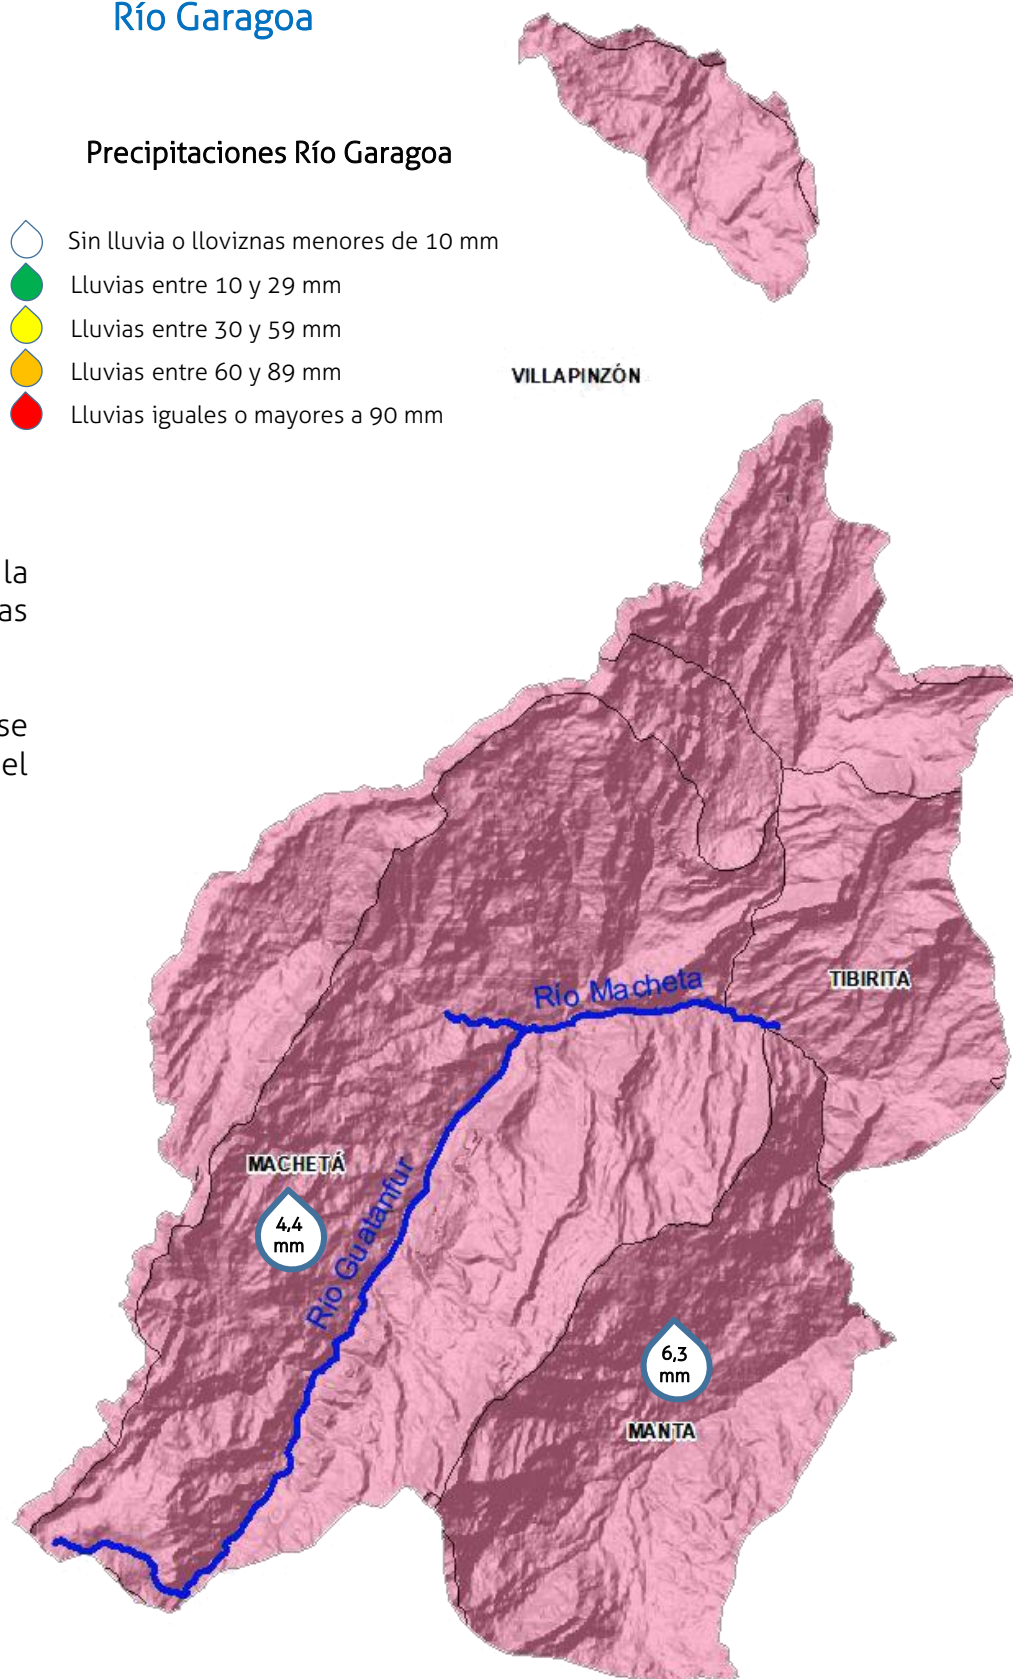 Río Garagoa
Precipitaciones Río Garagoa
Sin lluvia o lloviznas menores de 10 mm
Lluvias entre 10 y 29 mm
Lluvias entre 30 y 59 mm
Lluvias entre 60 y 89 mm
Lluvias iguales o mayores a 90 mm
VILLAPINZÓN
la
as
se
el
Río Macheta
TIBIRITA
MACHETÁ
4,4
mm
Río Guatanfur
6,3
mm
MANTA